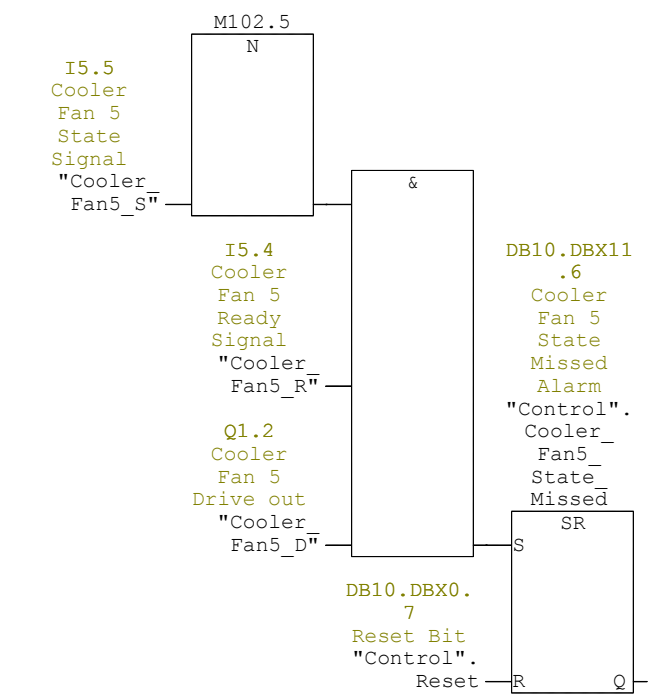 M102.5
N
I5.5
Cooler
Fan 5
State
Signal
"Cooler_
Fan5_S"
&
I5.4
Cooler
Fan 5
Ready
Signal
"Cooler_
Fan5_R"
Q1.2
Cooler
Fan 5
Drive out
"Cooler_
Fan5_D"
DB10.DBX11
.6
Cooler
Fan 5
State
Missed
Alarm
"Control".
Cooler_
Fan5_
State_
Missed
SR
S
DB10.DBX0.
7
Reset Bit
"Control".
Reset
R
Q